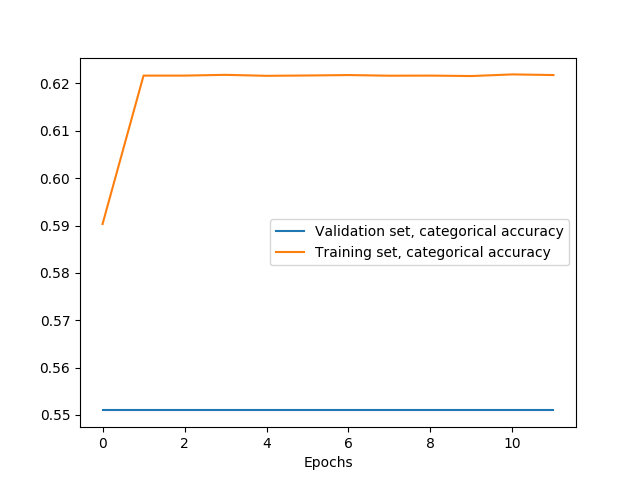 0.62
0.61
0.60
0.59
0.58
0.57
0.56
0.55
Validation set, categorical accuracy
Training set, categorical accuracy
0 2 4 6 8 10
Epochs